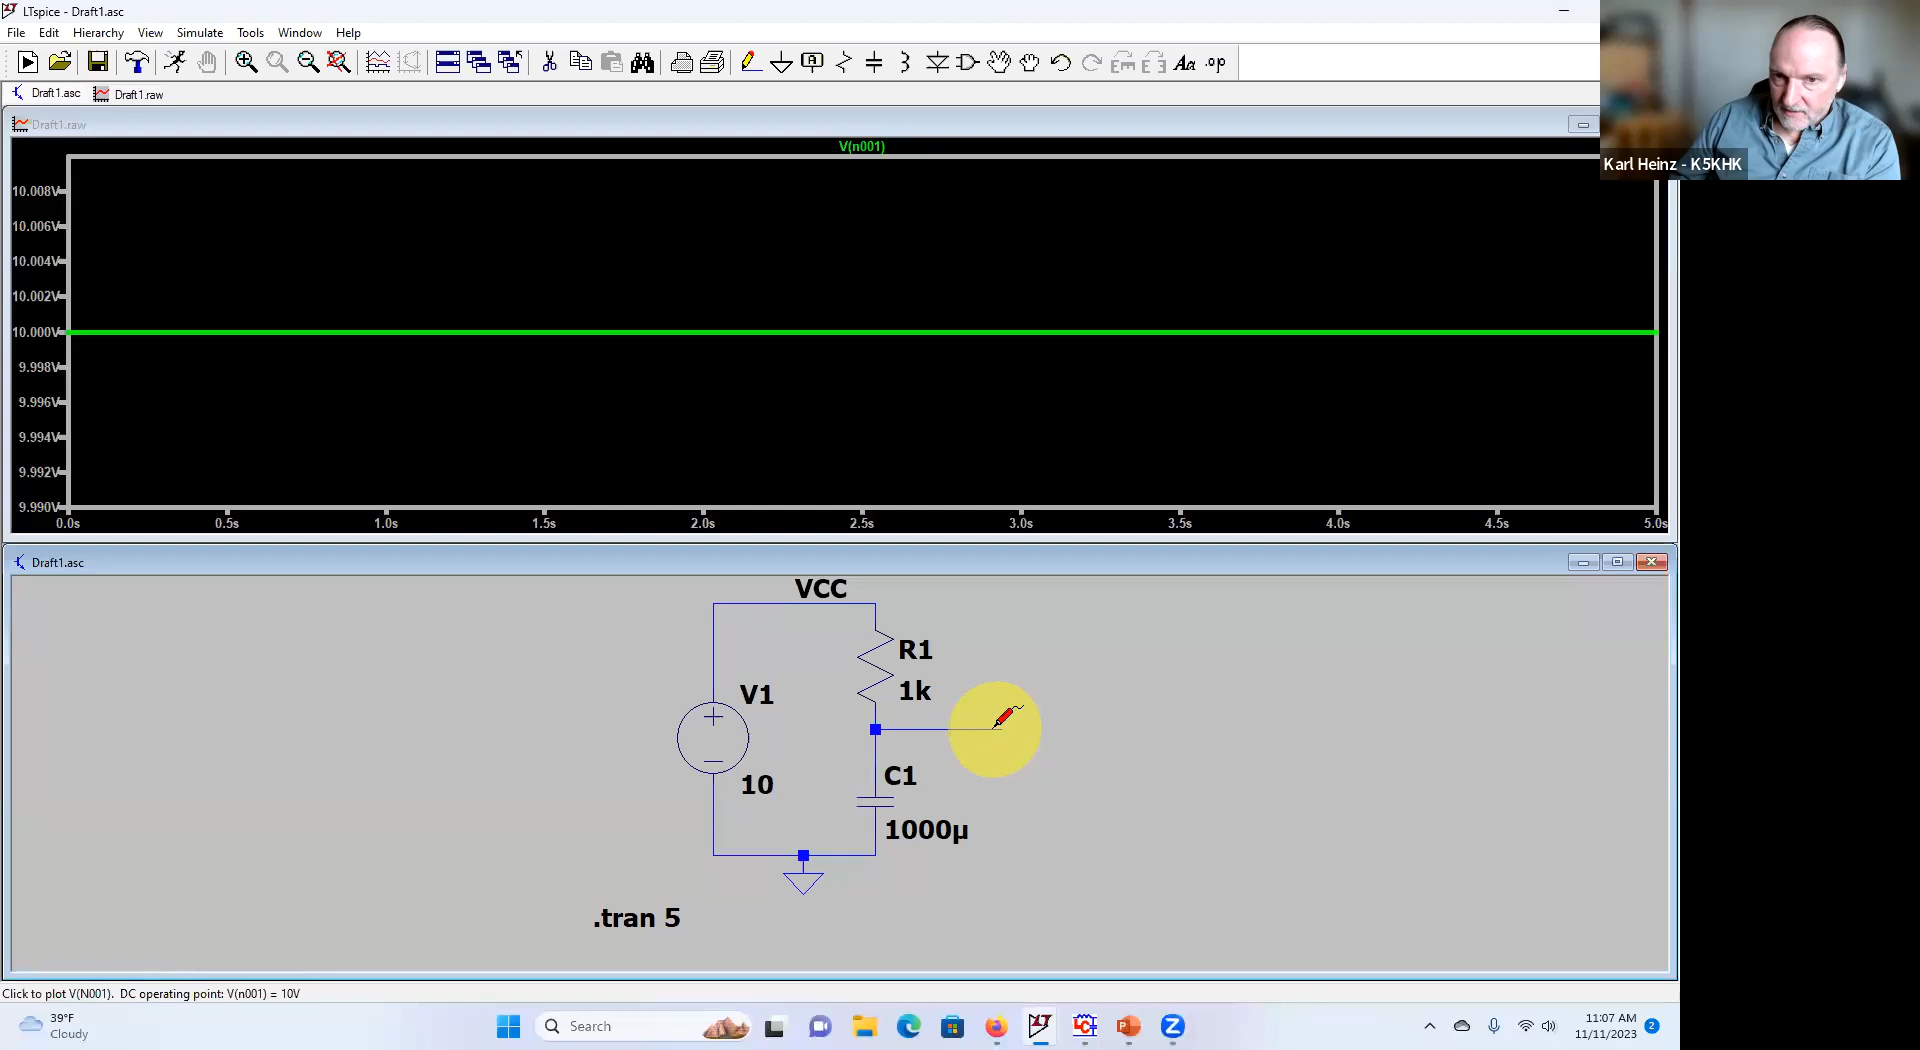 LTspice - Draft1.asc
File Edit Hierarchy View Simulate Tools Window Help
A Aa .op
Draft1.asc Draft1.raw
Draft1.raw
V(n001)
10.008V
10.006V
10.004V
10.002V
10.000V
9.998V
9.996V
9.994V
9.992V
9.990V
0.0s 0.5s 1.0s 1.5s 2.0s 2.5s 3.0s 3.5s 4.0s 4.5s 5.0s
Karl Heinz - K5KHK
Draft1.asc
VCC
R1
1k
V1
10
C1
1000µ
.tran 5
Click to plot V(N001). DC operating point: V(n001) = 10V
39°F
Cloudy
Search
11:07 AM
11/11/2023
2